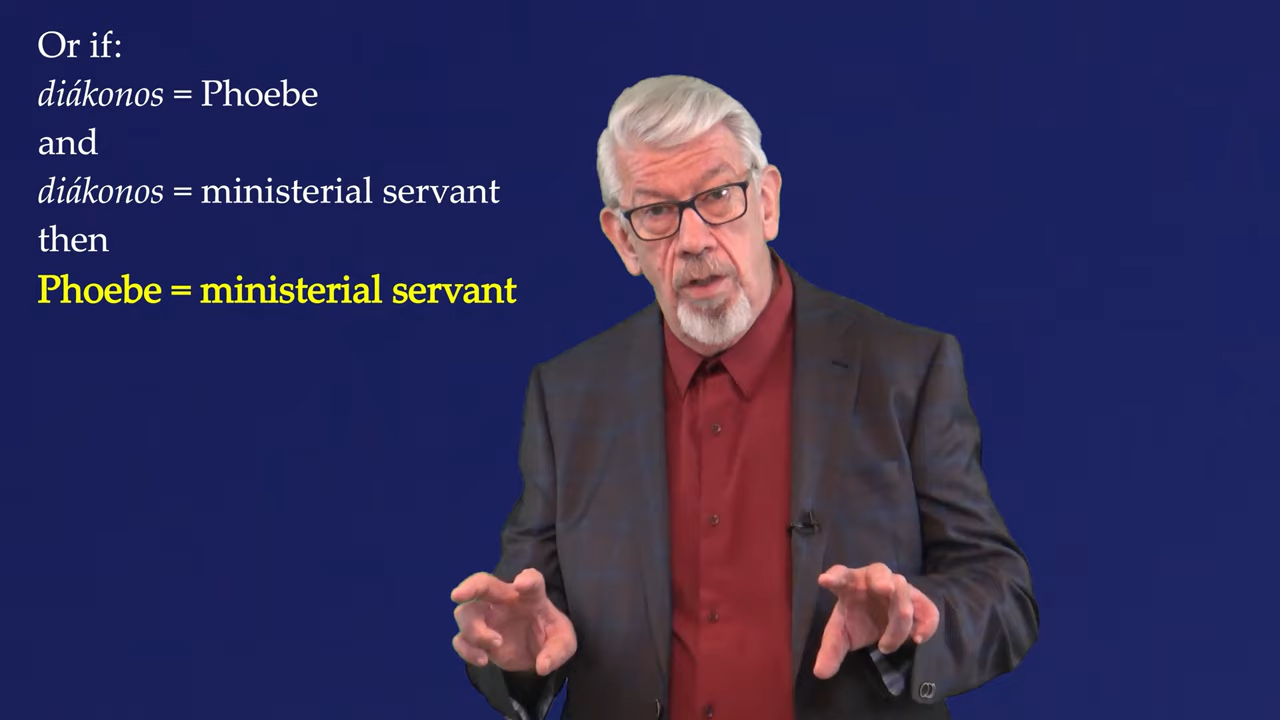 Or if:
diákonos = Phoebe
and
diákonos = ministerial servant
then
Phoebe = ministerial servant